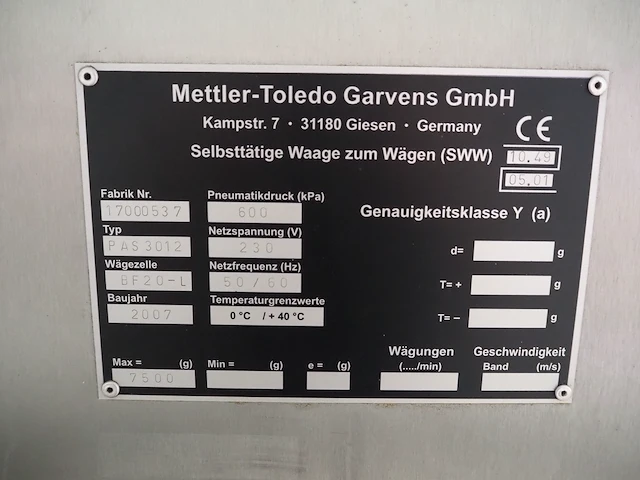 Mettler-Toledo Garvens GmbH
Kampstr. 7 · 31180 Giesen · Germany
CE
Selbsttätige Waage zum Wägen (SWW)
10.49
05.01
Fabrik Nr.
17000537
Pneumatikdruck (kPa)
600
Genauigkeitsklasse Y (a)
Typ
PAS3012
Netzspannung (V)
230
d= g
Wägezelle
BF20-L
Netzfrequenz (Hz)
50/60
T= + g
Baujahr
2007
Temperaturgrenzwerte
0 °C / + 40 °C
T= – g
Max = (g)
7500
Min = (g)
e = (g)
Wägungen
(...../min)
Geschwindigkeit
Band (m/s)